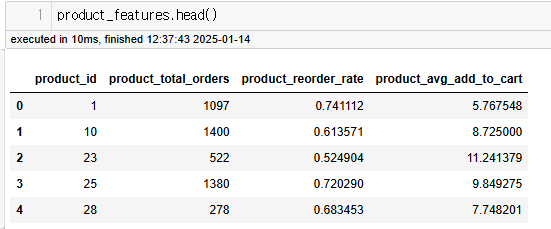 1 product_features.head()
executed in 10ms, finished 12:37:43 2025-01-14
product_id product_total_orders product_reorder_rate product_avg_add_to_cart
0 1 1097 0.741112 5.767548
1 10 1400 0.613571 8.725000
2 23 522 0.524904 11.241379
3 25 1380 0.720290 9.849275
4 28 278 0.683453 7.748201